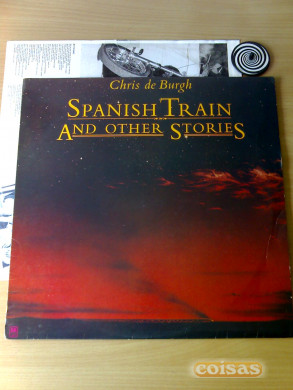 Chris de Burgh
SPANISH TRAIN
AND OTHER STORIES
coisas